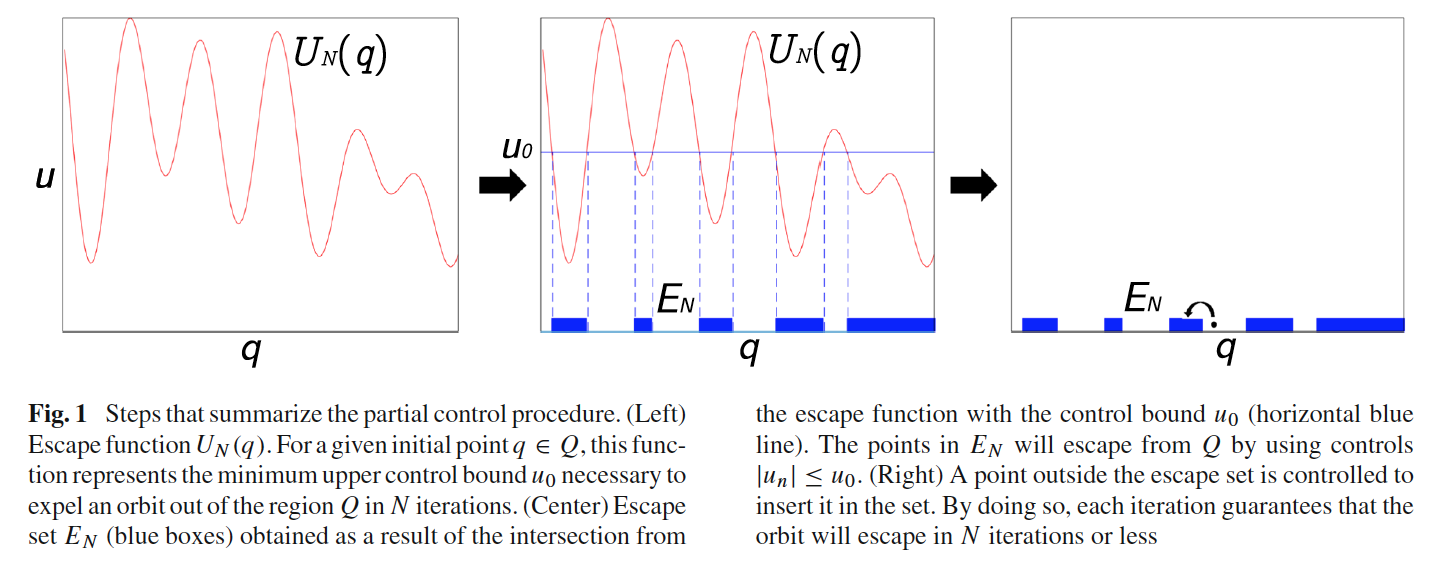 U_N(q)
u
q
U_N(q)
u_0
E_N
q
E_N
q
Fig. 1 Steps that summarize the partial control procedure. (Left)
Escape function U_N(q). For a given initial point q ∈ Q, this func-
tion represents the minimum upper control bound u_0 necessary to
expel an orbit out of the region Q in N iterations. (Center) Escape
set E_N (blue boxes) obtained as a result of the intersection from
the escape function with the control bound u_0 (horizontal blue
line). The points in E_N will escape from Q by using controls
|u_n| ≤ u_0. (Right) A point outside the escape set is controlled to
insert it in the set. By doing so, each iteration guarantees that the
orbit will escape in N iterations or less